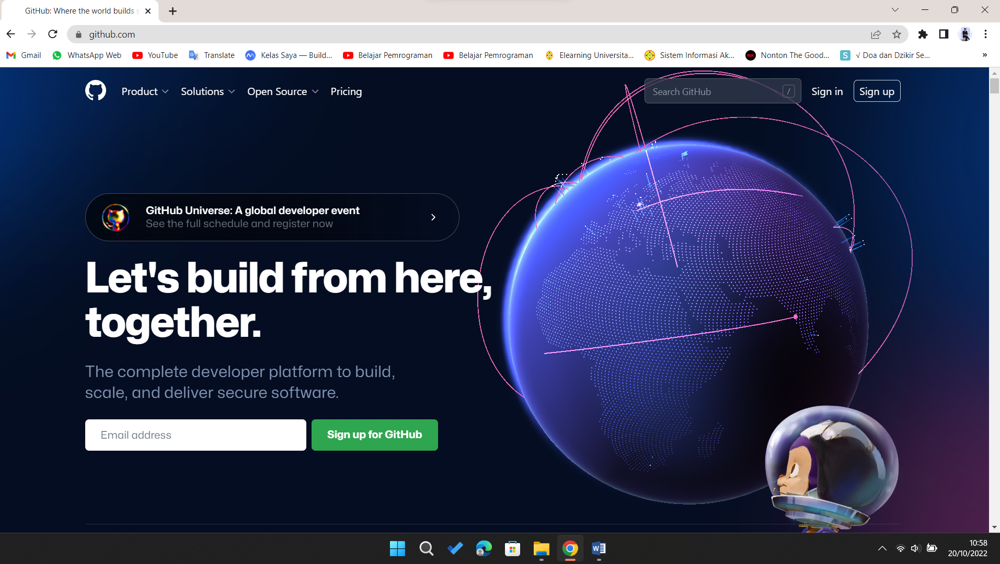 GitHub: Where the world builds s
github.com
Gmail
WhatsApp Web
YouTube
Translate
Kelas Saya — Build...
Belajar Pemrograman
Belajar Pemrograman
Elearning Universita...
Sistem Informasi Ak...
Nonton The Good...
S
√ Doa dan Dzikir Se...
»
Product
Solutions
Open Source
Pricing
Search GitHub
/
Sign in
Sign up
GitHub Universe: A global developer event
See the full schedule and register now
Let's build from here,
together.
The complete developer platform to build,
scale, and deliver secure software.
Email address
Sign up for GitHub
W
10:58
20/10/2022